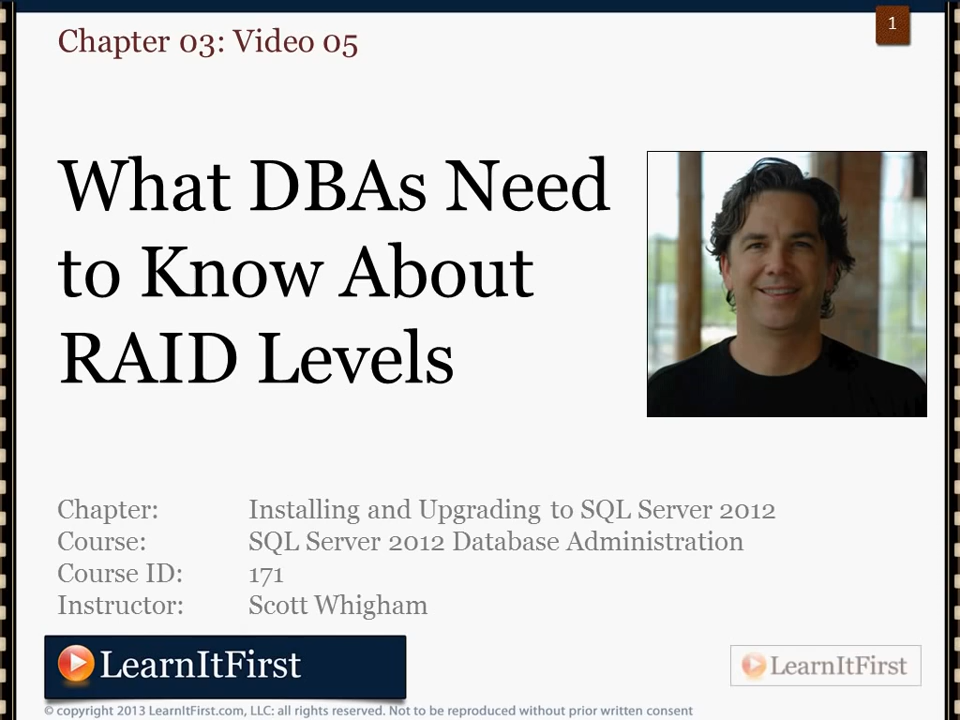 1
Chapter 03: Video 05
What DBAs Need
to Know About
RAID Levels
Chapter: Installing and Upgrading to SQL Server 2012
Course: SQL Server 2012 Database Administration
Course ID: 171
Instructor: Scott Whigham
LearnItFirst
LearnItFirst
© copyright 2013 LearnItFirst.com, LLC: all rights reserved. Not to be reproduced without prior written consent